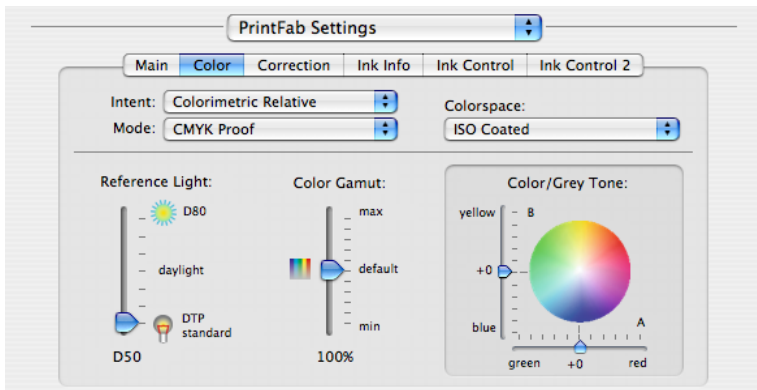 PrintFab Settings
Main Color Correction Ink Info Ink Control Ink Control 2
Intent: Colorimetric Relative
Colorspace:
Mode: CMYK Proof
ISO Coated
Reference Light:
D80
daylight
DTP
standard
D50
Color Gamut:
max
default
min
100%
Color/Grey Tone:
yellow
B
+0
blue
A
green +0 red